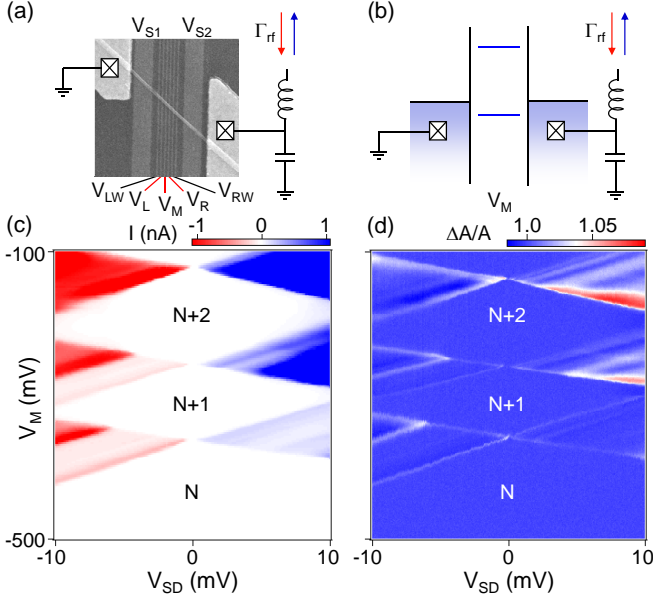 (a)
V_S1 V_S2
Γ_rf
V_LW V_L V_M V_R V_RW
(b)
Γ_rf
V_M
(c)
I (nA)
-1 0 1
-100
V_M (mV)
-500
N+2
N+1
N
-10 0 10
V_SD (mV)
(d)
ΔA/A
1.0 1.05
N+2
N+1
N
-10 0 10
V_SD (mV)